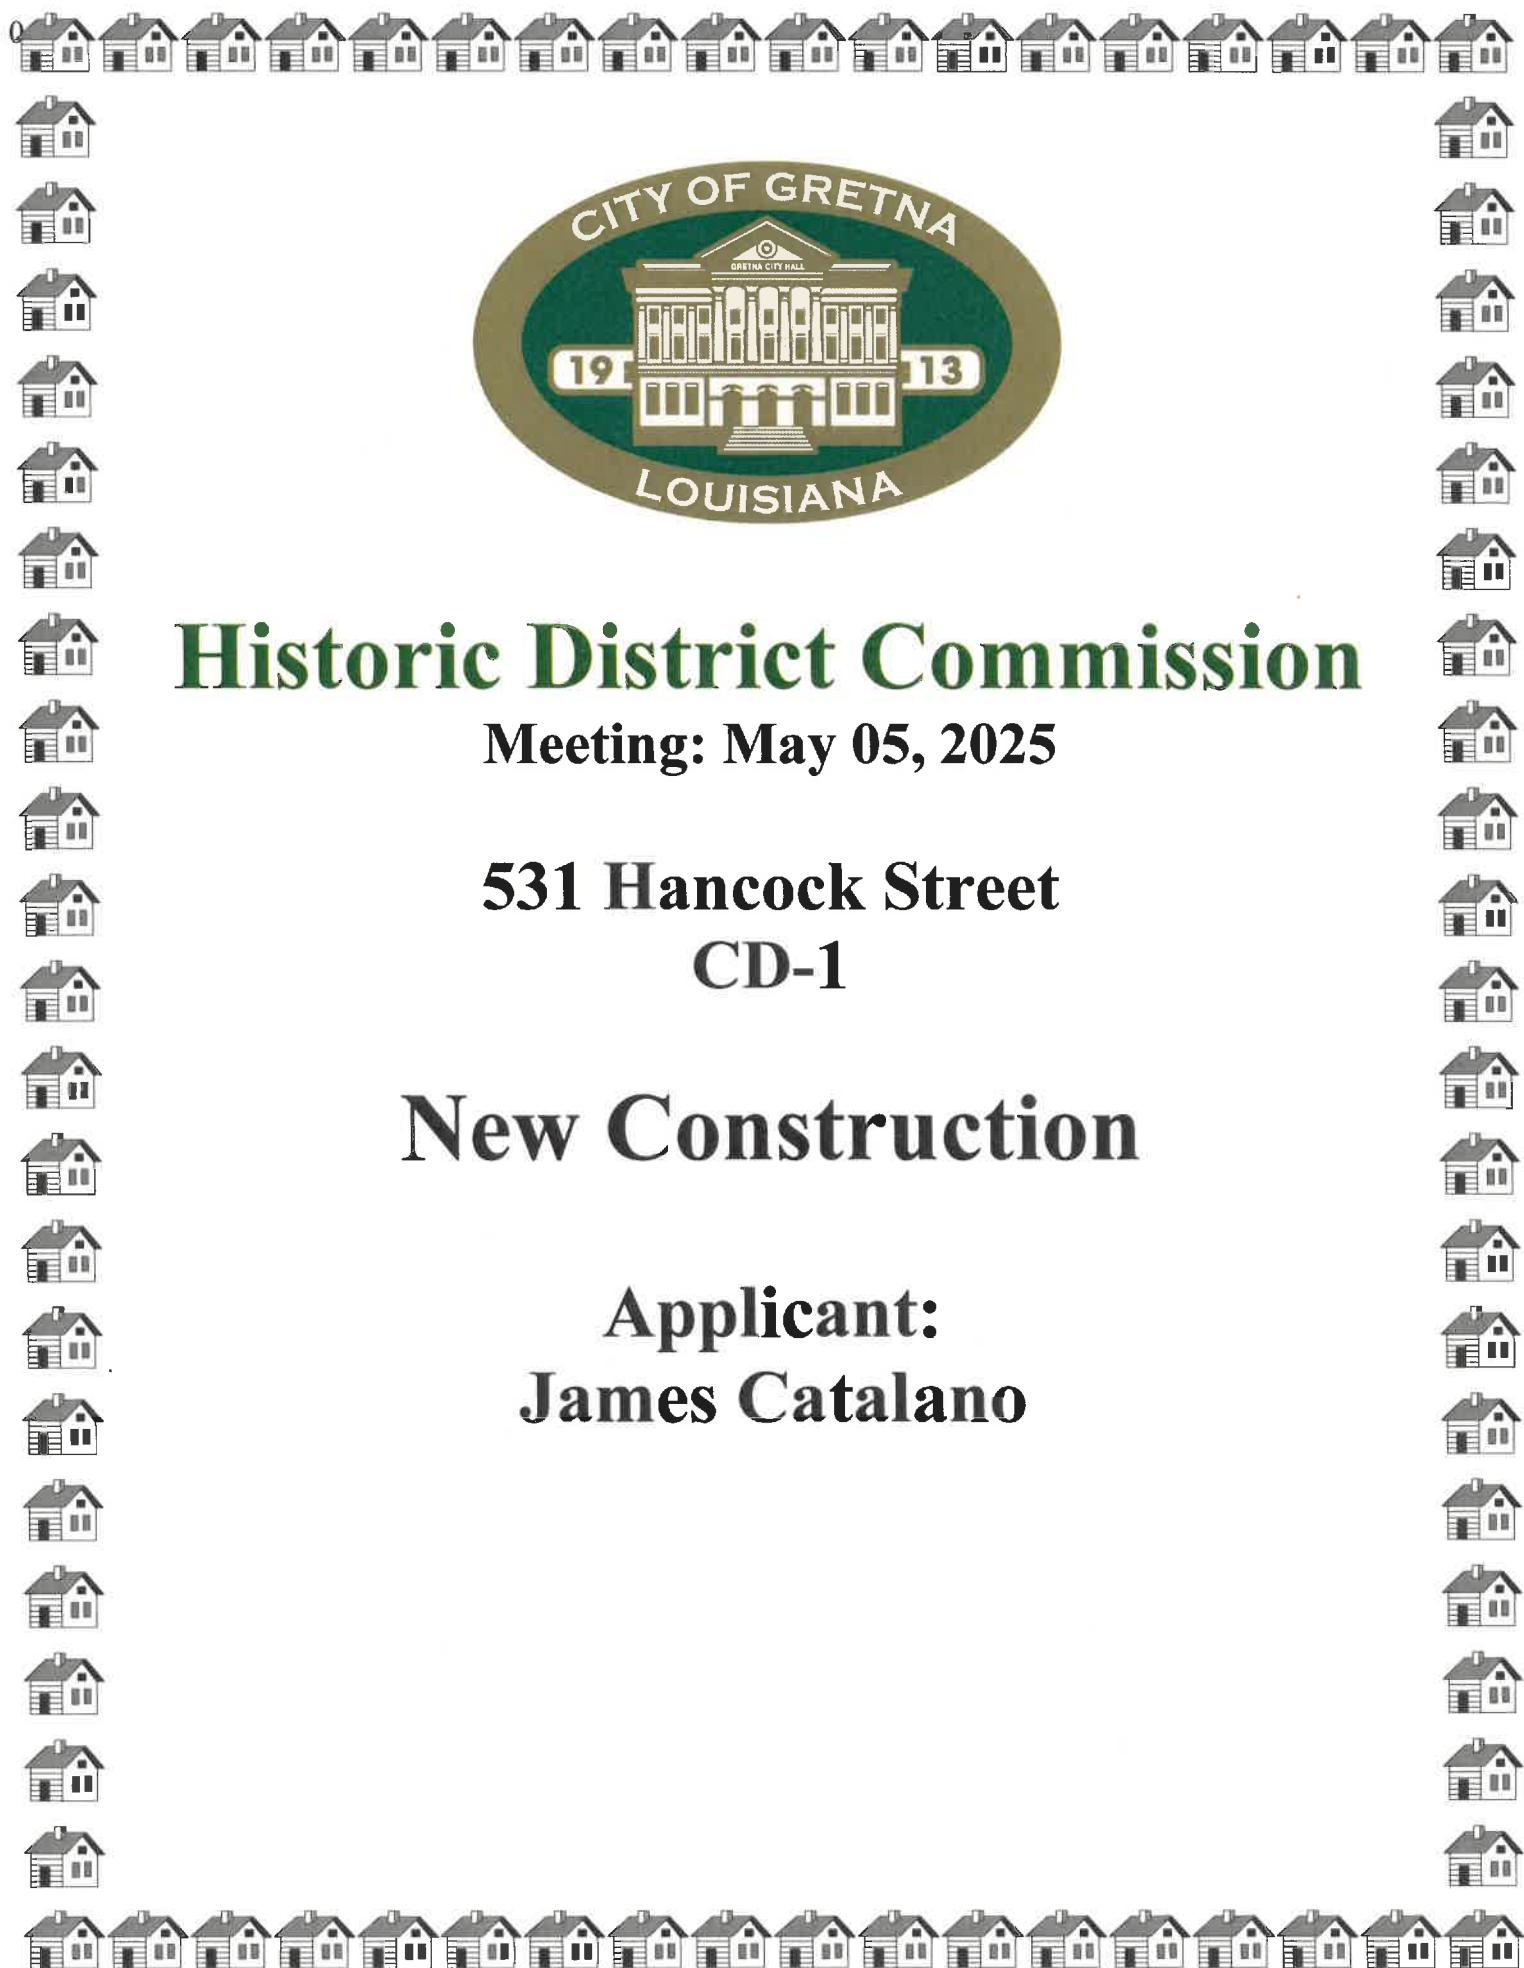 CITY OF GRETNA
GRETNA CITY HALL
19 13
LOUISIANA
Historic District Commission
Meeting: May 05, 2025
531 Hancock Street
CD-1
New Construction
Applicant:
James Catalano